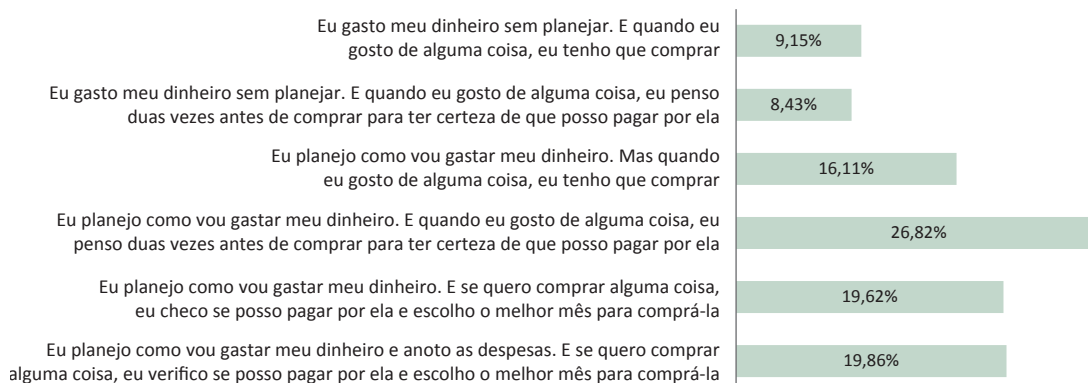 Eu gasto meu dinheiro sem planejar. E quando eu
gosto de alguma coisa, eu tenho que comprar
9,15%
Eu gasto meu dinheiro sem planejar. E quando eu gosto de alguma coisa, eu penso
duas vezes antes de comprar para ter certeza de que posso pagar por ela
8,43%
Eu planejo como vou gastar meu dinheiro. Mas quando
eu gosto de alguma coisa, eu tenho que comprar
16,11%
Eu planejo como vou gastar meu dinheiro. E quando eu gosto de alguma coisa, eu
penso duas vezes antes de comprar para ter certeza de que posso pagar por ela
26,82%
Eu planejo como vou gastar meu dinheiro. E se quero comprar alguma coisa,
eu checo se posso pagar por ela e escolho o melhor mês para comprá-la
19,62%
Eu planejo como vou gastar meu dinheiro e anoto as despesas. E se quero comprar
alguma coisa, eu verifico se posso pagar por ela e escolho o melhor mês para comprá-la
19,86%